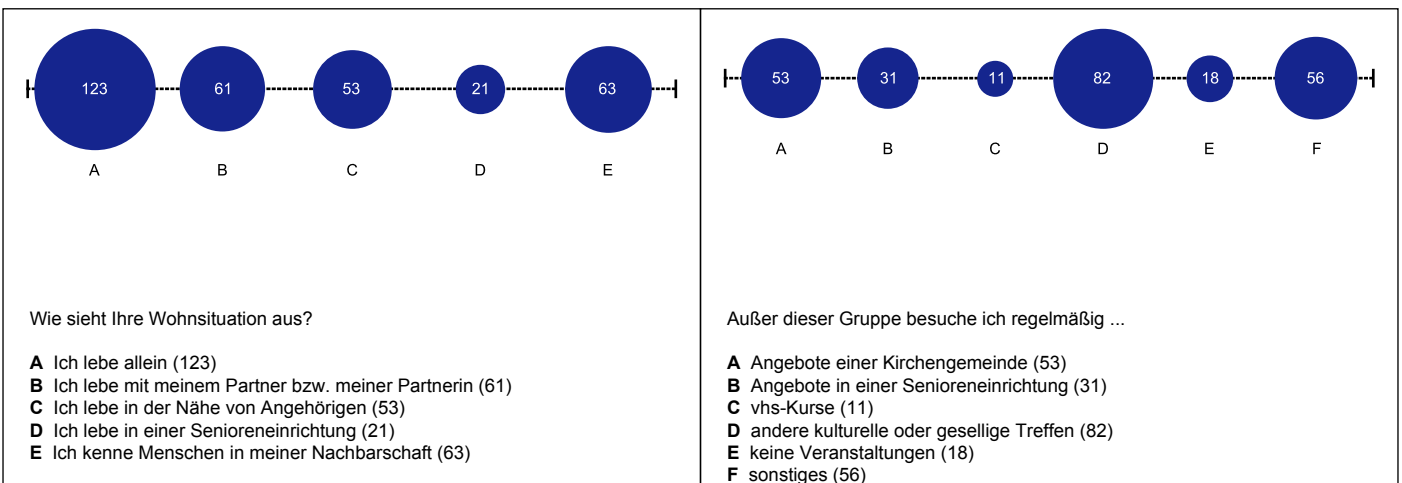 123 61 53 21 63
A B C D E
Wie sieht Ihre Wohnsituation aus?
A Ich lebe allein (123)
B Ich lebe mit meinem Partner bzw. meiner Partnerin (61)
C Ich lebe in der Nähe von Angehörigen (53)
D Ich lebe in einer Senioreneinrichtung (21)
E Ich kenne Menschen in meiner Nachbarschaft (63)
53 31 11 82 18 56
A B C D E F
Außer dieser Gruppe besuche ich regelmäßig ...
A Angebote einer Kirchengemeinde (53)
B Angebote in einer Senioreneinrichtung (31)
C vhs-Kurse (11)
D andere kulturelle oder gesellige Treffen (82)
E keine Veranstaltungen (18)
F sonstiges (56)